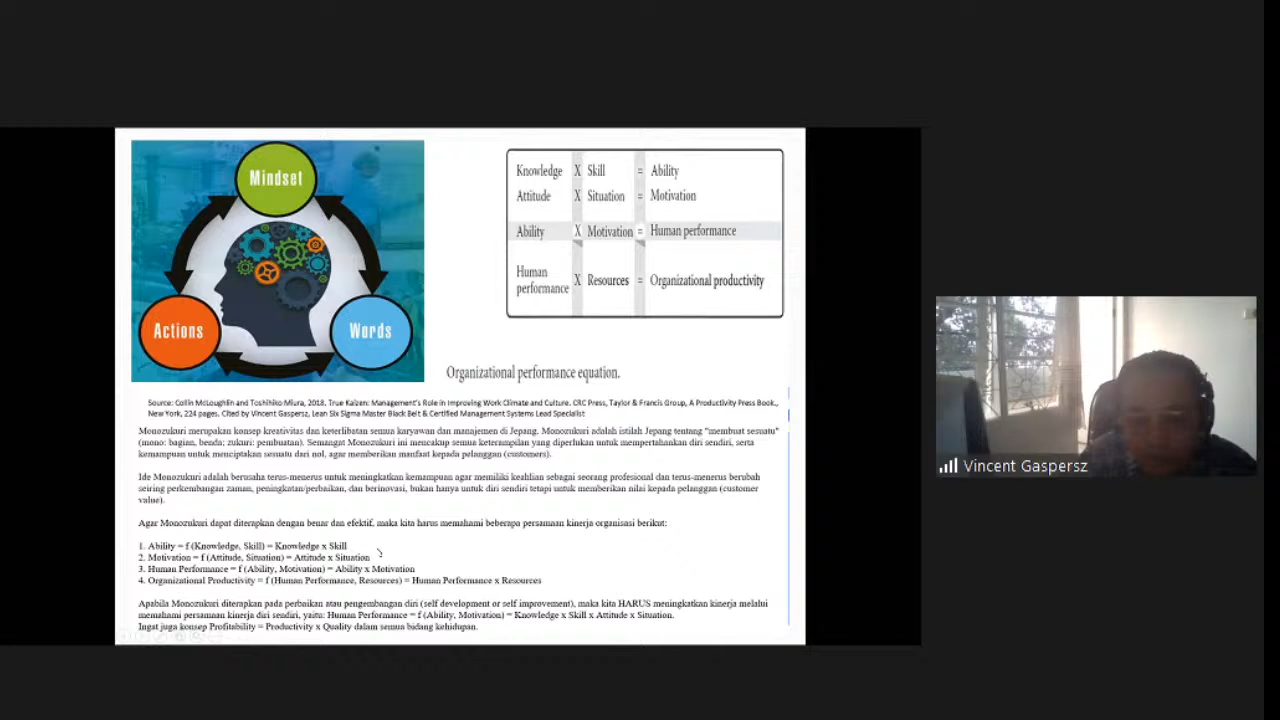 Mindset
Actions
Words
Knowledge X Skill = Ability
Attitude X Situation = Motivation
Ability X Motivation = Human performance
Human performance X Resources = Organizational productivity
Organizational performance equation.
Source: Collin McLoughlin and Toshihiko Miura, 2018. True Kaizen: Management's Role in Improving Work Climate and Culture. CRC Press, Taylor & Francis Group, A Productivity Press Book.,
New York, 224 pages. Cited by Vincent Gaspersz, Lean Six Sigma Master Black Belt & Certified Management Systems Lead Specialist
Monozukuri merupakan konsep kreativitas dan keterlibatan semua karyawan dan manajemen di Jepang. Monozukuri adalah istilah Jepang tentang "membuat sesuatu"
(mono: bagian, benda; zukuri: pembuatan). Semangat Monozukuri ini mencakup semua keterampilan yang diperlukan untuk mempertahankan diri sendiri, serta
kemampuan untuk menciptakan sesuatu dari nol, agar memberikan manfaat kepada pelanggan (customers).
Ide Monozukuri adalah berusaha terus-menerus untuk meningkatkan kemampuan agar memiliki keahlian sebagai seorang profesional dan terus-menerus berubah
seiring perkembangan zaman, peningkatan/perbaikan, dan berinovasi, bukan hanya untuk diri sendiri tetapi untuk memberikan nilai kepada pelanggan (customer
value).
Agar Monozukuri dapat diterapkan dengan benar dan efektif, maka kita harus memahami beberapa persamaan kinerja organisasi berikut:
1. Ability = f (Knowledge, Skill) = Knowledge x Skill
2. Motivation = f (Attitude, Situation) = Attitude x Situation
3. Human Performance = f (Ability, Motivation) = Ability x Motivation
4. Organizational Productivity = f (Human Performance, Resources) = Human Performance x Resources
Apabila Monozukuri diterapkan pada perbaikan atau pengembangan diri (self development or self improvement), maka kita HARUS meningkatkan kinerja melalui
memahami persamaan kinerja diri sendiri, yaitu: Human Performance = f (Ability, Motivation) = Knowledge x Skill x Attitude x Situation.
Ingat juga konsep Profitability = Productivity x Quality dalam semua bidang kehidupan.
Vincent Gaspersz